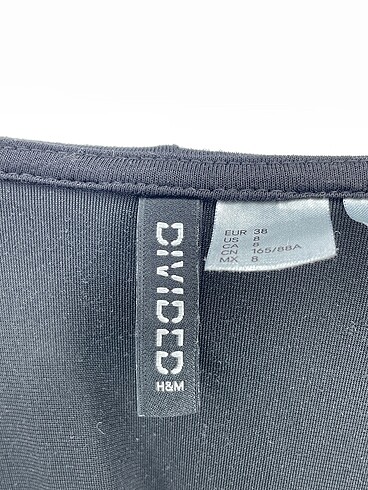 DIVIDED
H&M
EUR 38
US 8
CA 8
CN 165/88A
MX 8